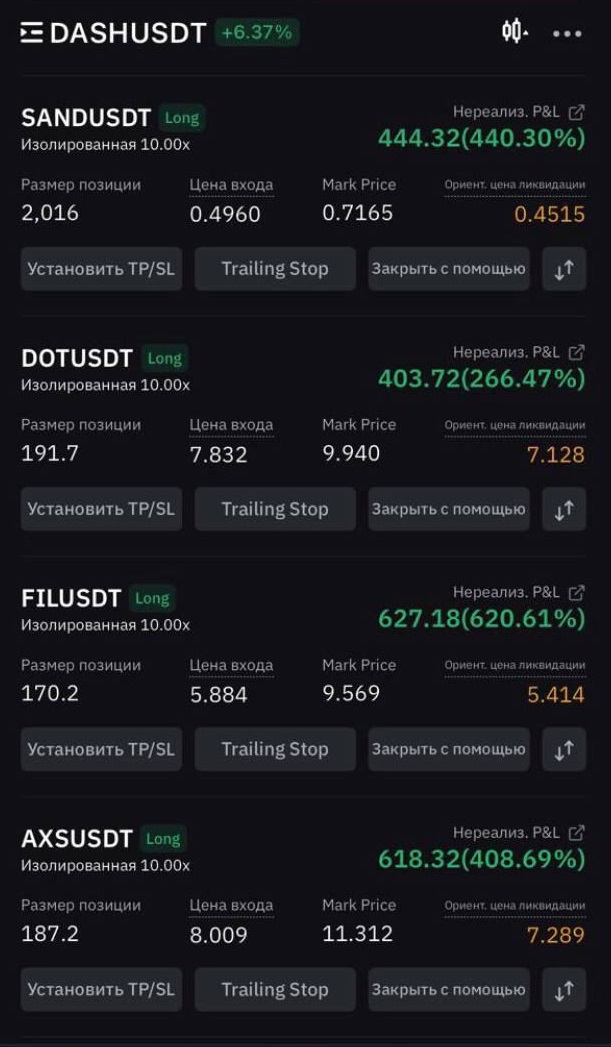 DASHUSDT +6.37%
SANDUSDT Long
Нереализ. P&L
Изолированная 10.00x
444.32(440.30%)
Размер позиции Цена входа Mark Price Ориент. цена ликвидации
2,016 0.4960 0.7165 0.4515
Установить TP/SL Trailing Stop Закрыть с помощью
DOTUSDT Long
Нереализ. P&L
Изолированная 10.00x
403.72(266.47%)
Размер позиции Цена входа Mark Price Ориент. цена ликвидации
191.7 7.832 9.940 7.128
Установить TP/SL Trailing Stop Закрыть с помощью
FILUSDT Long
Нереализ. P&L
Изолированная 10.00x
627.18(620.61%)
Размер позиции Цена входа Mark Price Ориент. цена ликвидации
170.2 5.884 9.569 5.414
Установить TP/SL Trailing Stop Закрыть с помощью
AXSUSDT Long
Нереализ. P&L
Изолированная 10.00x
618.32(408.69%)
Размер позиции Цена входа Mark Price Ориент. цена ликвидации
187.2 8.009 11.312 7.289
Установить TP/SL Trailing Stop Закрыть с помощью